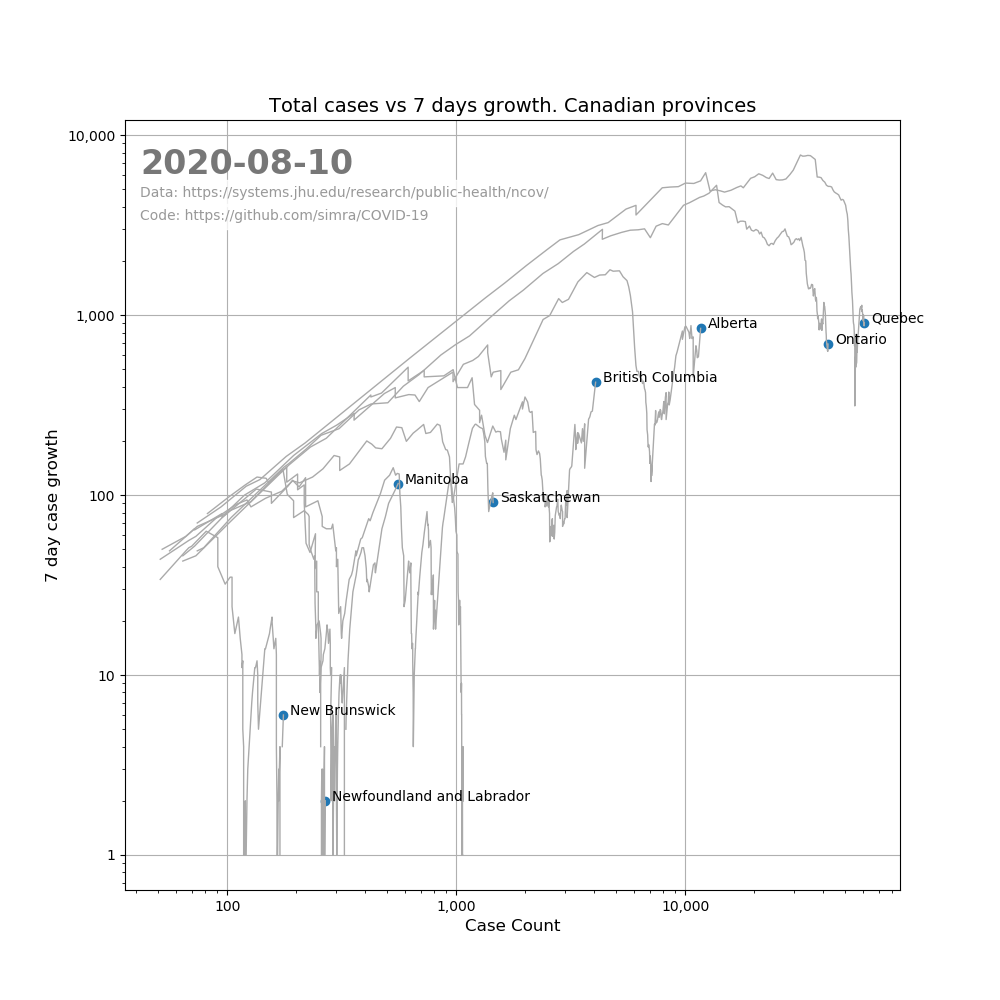 Total cases vs 7 days growth. Canadian provinces
10,000
2020-08-10
Data: https://systems.jhu.edu/research/public-health/ncov/
Code: https://github.com/simra/COVID-19
1,000
Quebec
Alberta
Ontario
British Columbia
7 day case growth
Manitoba
100
Saskatchewan
10
New Brunswick
Newfoundland and Labrador
1
100
1,000
10,000
Case Count